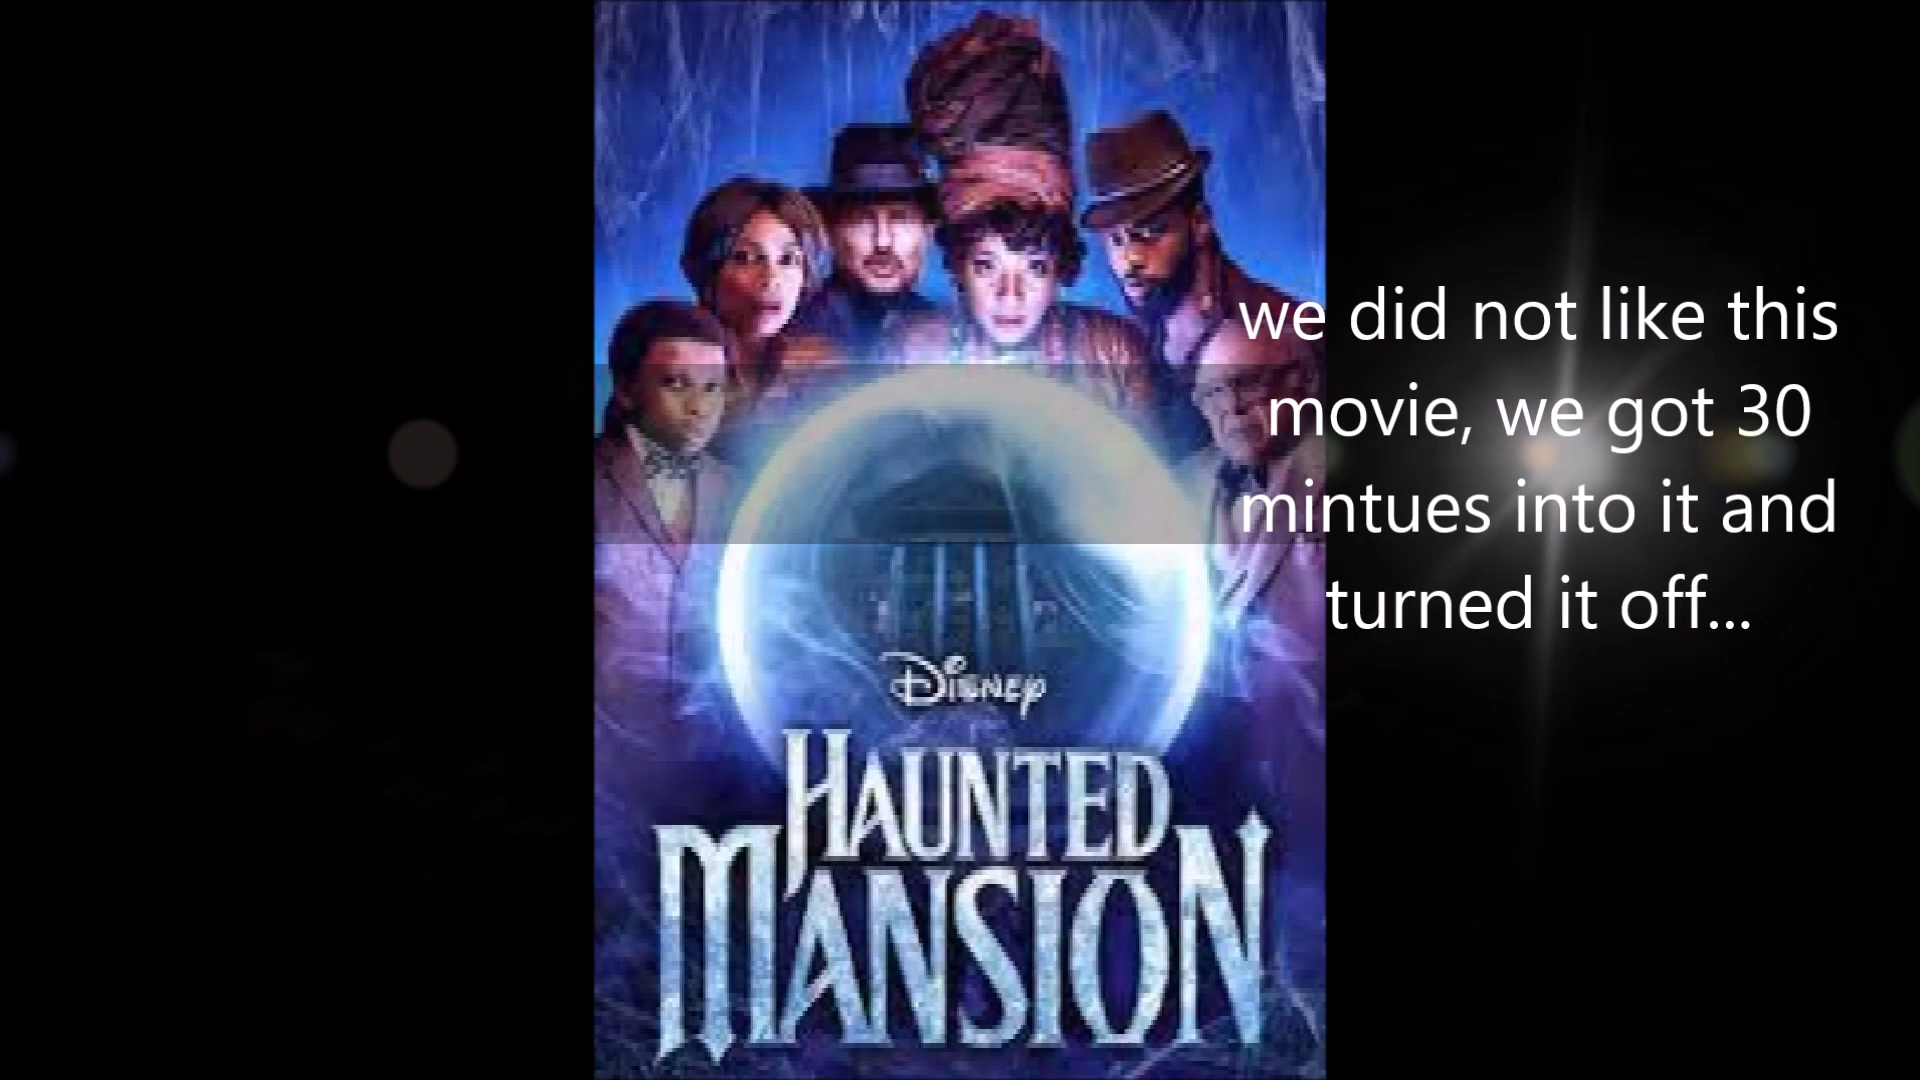 we did not like this
movie, we got 30
mintues into it and
turned it off...
Disney
HAUNTED
MANSION